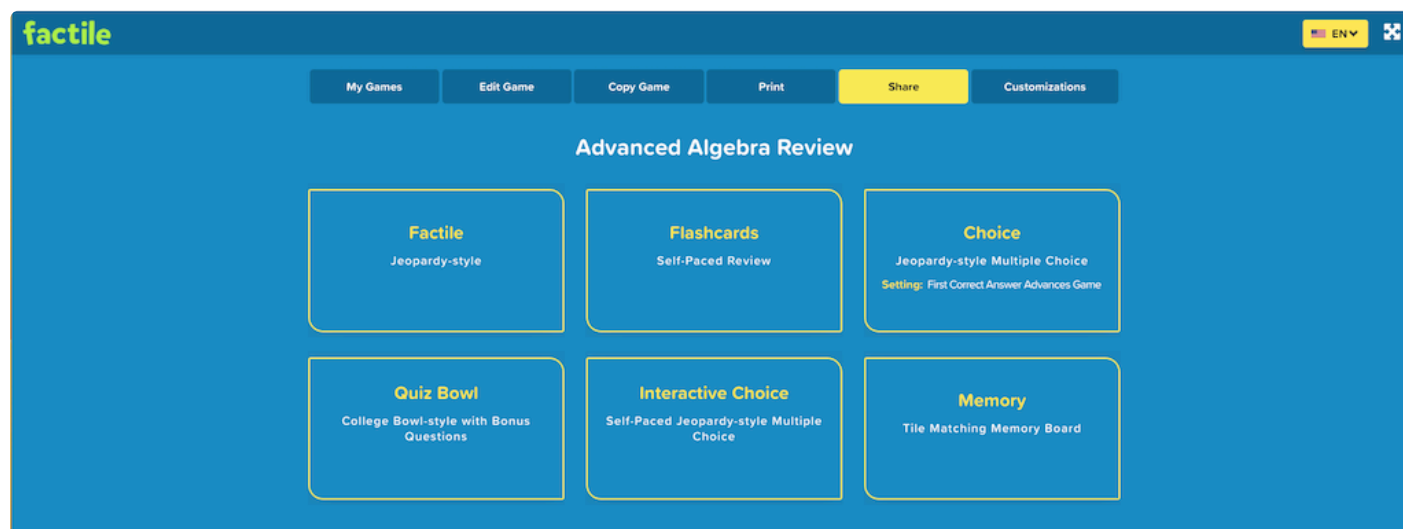 factile
EN
My Games
Edit Game
Copy Game
Print
Share
Customizations
Advanced Algebra Review
Factile
Jeopardy-style
Flashcards
Self-Paced Review
Choice
Jeopardy-style Multiple Choice
Setting: First Correct Answer Advances Game
Quiz Bowl
College Bowl-style with Bonus
Questions
Interactive Choice
Self-Paced Jeopardy-style Multiple
Choice
Memory
Tile Matching Memory Board